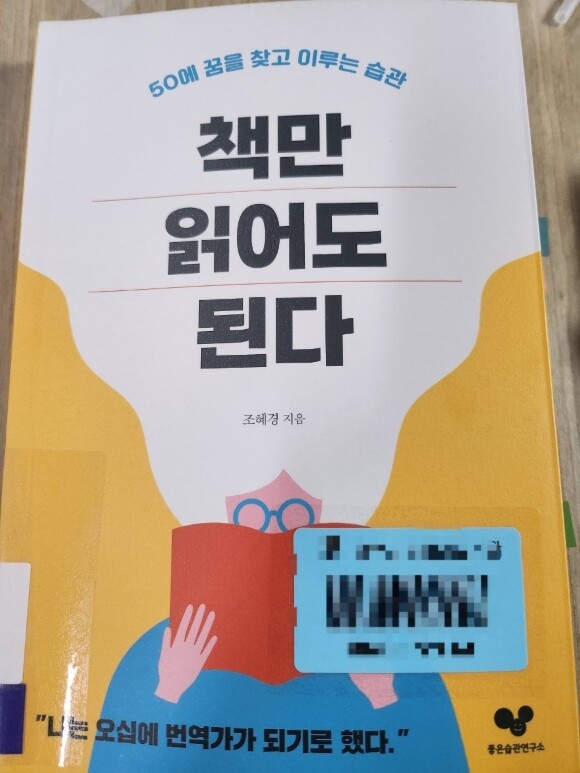 50에 꿈을 찾고 이루는 습관
책만
읽어도
된다
조혜경 지음
오십에 번역가가 되기로 했다."
좋은습관연구소